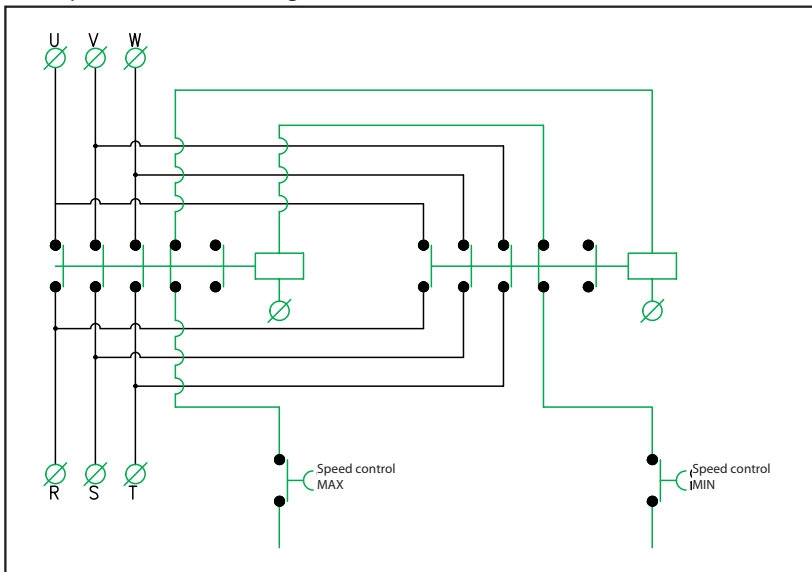 U V W
R S T
Speed control
MAX
Speed control
MIN